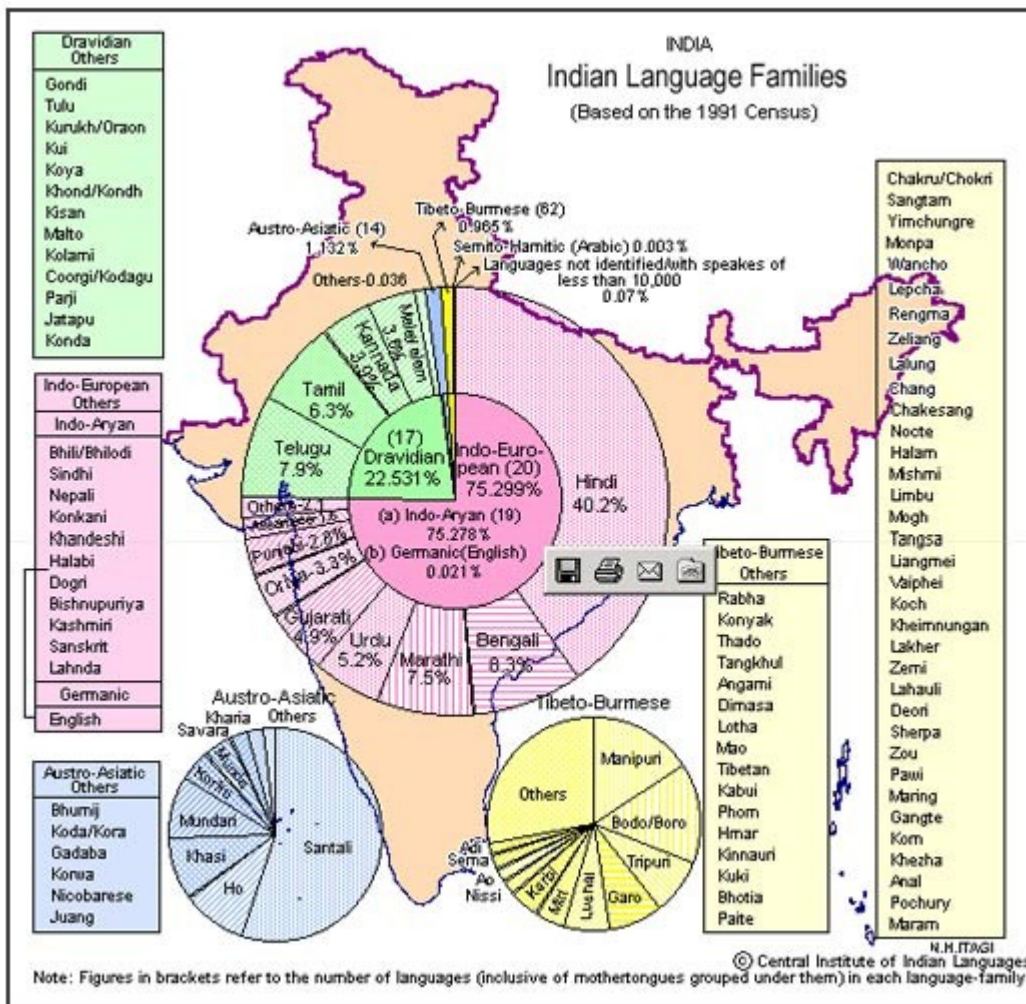 INDIA
Indian Language Families
(Based on the 1991 Census)
Dravidian
Others
Gondi
Tulu
Kurukh/Oraon
Kui
Koya
Khond/Kondh
Kisan
Malto
Kolami
Coorgi/Kodagu
Parji
Jatapu
Konda
Indo-European
Others
Indo-Aryan
Bhili/Bhilodi
Sindhi
Nepali
Konkani
Khandeshi
Halabi
Dogri
Bishnupuriya
Kashmiri
Sanskrit
Lahnda
Germanic
English
Austro-Asiatic
Others
Bhumij
Koda/Kora
Gadaba
Korwa
Nicobarese
Juang
Tibeto-Burmese (62)
0.965%
Austro-Asiatic (14)
1.132%
Semito-Hamitic (Arabic) 0.003%
Languages not identified/with speakes of
less than 10,000
0.07%
Others-0.036
3.6%
Kannada
3.9%
Tamil
6.3%
Telugu
7.9%
(17)
Dravidian
22.531%
Indo-Euro-
pean (20)
75.299%
(a) Indo-Aryan (19)
75.278%
(b) Germanic(English)
0.021%
Hindi
40.2%
Others-2.1
Punjabi-2.8%
Oriya-3.3%
Gujarati
4.9%
Urdu
5.2%
Marathi
7.5%
Bengali
8.3%
Austro-Asiatic
Others
Kharia
Savara
Munda
Korku
Mundari
Khasi
Ho
Santali
Tibeto-Burmese
Others
Manipuri
Bodo/Boro
Tripuri
Garo
Lushai
Miri
Karbi
Nissi
Ao
Sema
Adi
Tibeto-Burmese
Others
Rabha
Konyak
Thado
Tangkhul
Angami
Dimasa
Lotha
Mao
Tibetan
Kabui
Phom
Hmar
Kinnauri
Kuki
Bhotia
Paite
Chakru/Chokri
Sangtam
Yimchungre
Monpa
Wancho
Lepcha
Rengma
Zeliang
Lalung
Chang
Chakesang
Nocte
Halam
Mishmi
Limbu
Mogh
Tangsa
Liangmei
Vaiphei
Koch
Kheimnungan
Lakher
Zemi
Lahauli
Deori
Sherpa
Zou
Pawi
Maring
Gangte
Kom
Khezha
Anal
Pochury
Maram
N.H.ITAGI
© Central Institute of Indian Languages
Note: Figures in brackets refer to the number of languages (inclusive of mothertongues grouped under them) in each language-family